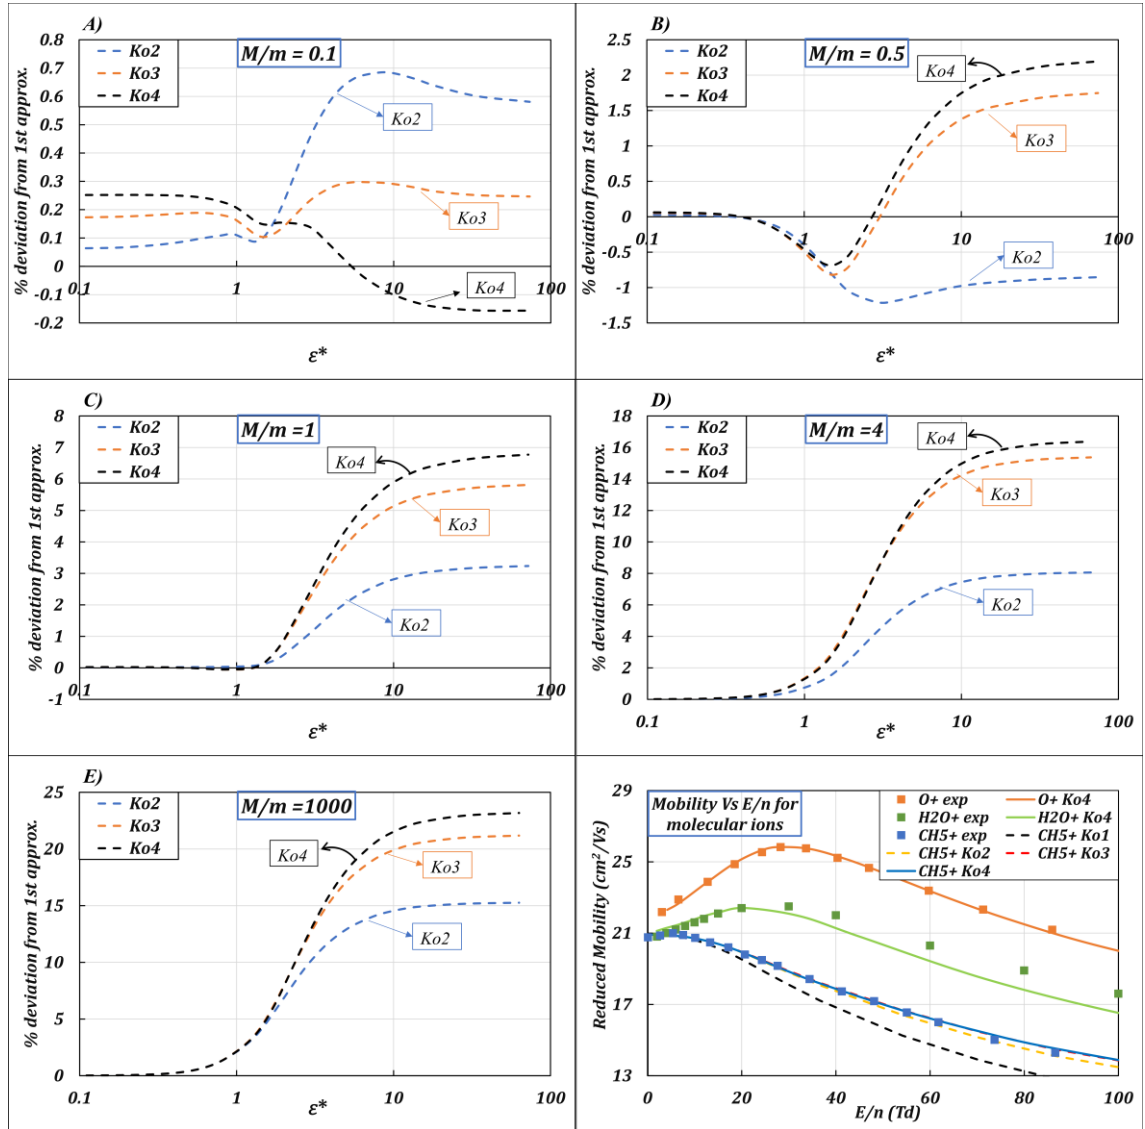 A)
M/m = 0.1
Ko2
Ko3
Ko4
% deviation from 1st approx.
0.8
0.7
0.6
0.5
0.4
0.3
0.2
0.1
0
-0.1
-0.2
0.1
1
10
100
Ko2
Ko3
Ko4
ε*
B)
M/m = 0.5
Ko2
Ko3
Ko4
% deviation from 1st approx.
2.5
2
1.5
1
0.5
0
-0.5
-1
-1.5
0.1
1
10
100
Ko4
Ko3
Ko2
ε*
C)
M/m =1
Ko2
Ko3
Ko4
% deviation from 1st approx.
8
7
6
5
4
3
2
1
0
-1
0.1
1
10
100
Ko4
Ko3
Ko2
ε*
D)
M/m =4
Ko2
Ko3
Ko4
% deviation from 1st approx.
18
16
14
12
10
8
6
4
2
0
0.1
1
10
100
Ko4
Ko3
Ko2
ε*
E)
M/m =1000
Ko2
Ko3
Ko4
% deviation from 1st approx.
25
20
15
10
5
0
0.1
1
10
100
Ko4
Ko3
Ko2
ε*
Mobility Vs E/n for
molecular ions
O+ exp
O+ Ko4
H2O+ exp
H2O+ Ko4
CH5+ exp
CH5+ Ko1
CH5+ Ko2
CH5+ Ko3
CH5+ Ko4
Reduced Mobility (cm²/Vs)
29
25
21
17
13
0
20
40
60
80
100
E/n (Td)